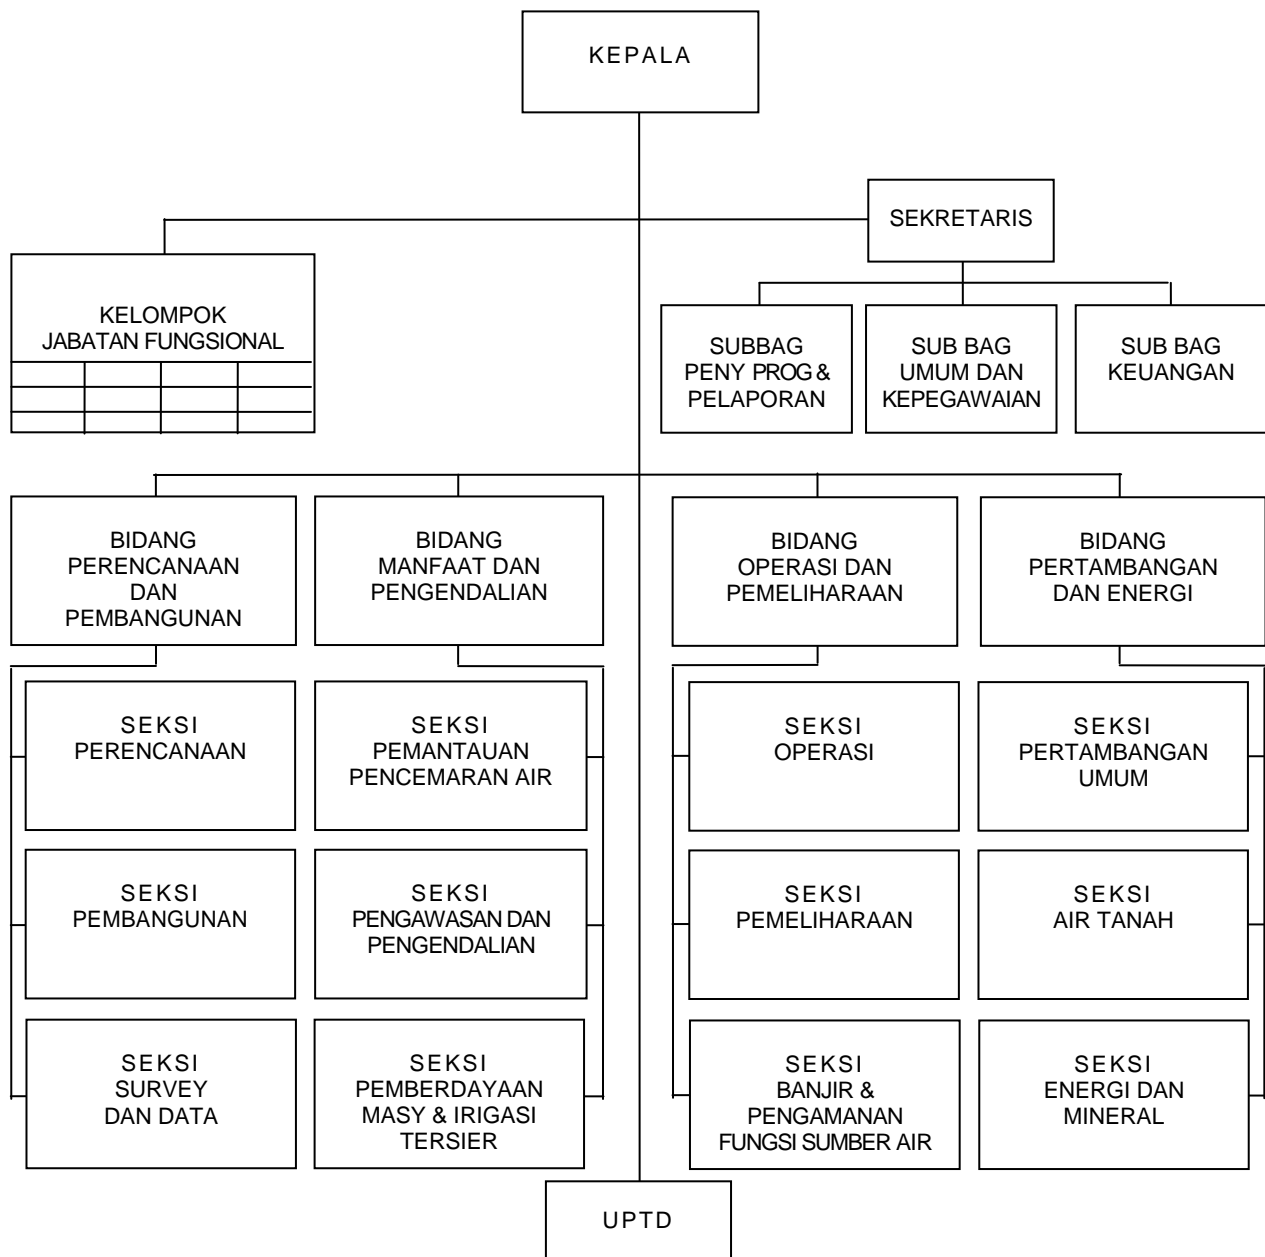 KEPALA
SEKRETARIS
KELOMPOK
JABATAN FUNGSIONAL
SUBBAG
PENY PROG &
PELAPORAN
SUB BAG
UMUM DAN
KEPEGAWAIAN
SUB BAG
KEUANGAN
BIDANG
PERENCANAAN
DAN
PEMBANGUNAN
BIDANG
MANFAAT DAN
PENGENDALIAN
BIDANG
OPERASI DAN
PEMELIHARAAN
BIDANG
PERTAMBANGAN
DAN ENERGI
SEKSI
PERENCANAAN
SEKSI
PEMANTAUAN
PENCEMARAN AIR
SEKSI
OPERASI
SEKSI
PERTAMBANGAN
UMUM
SEKSI
PEMBANGUNAN
SEKSI
PENGAWASAN DAN
PENGENDALIAN
SEKSI
PEMELIHARAAN
SEKSI
AIR TANAH
SEKSI
SURVEY
DAN DATA
SEKSI
PEMBERDAYAAN
MASY & IRIGASI
TERSIER
SEKSI
BANJIR &
PENGAMANAN
FUNGSI SUMBER AIR
SEKSI
ENERGI DAN
MINERAL
UPTD